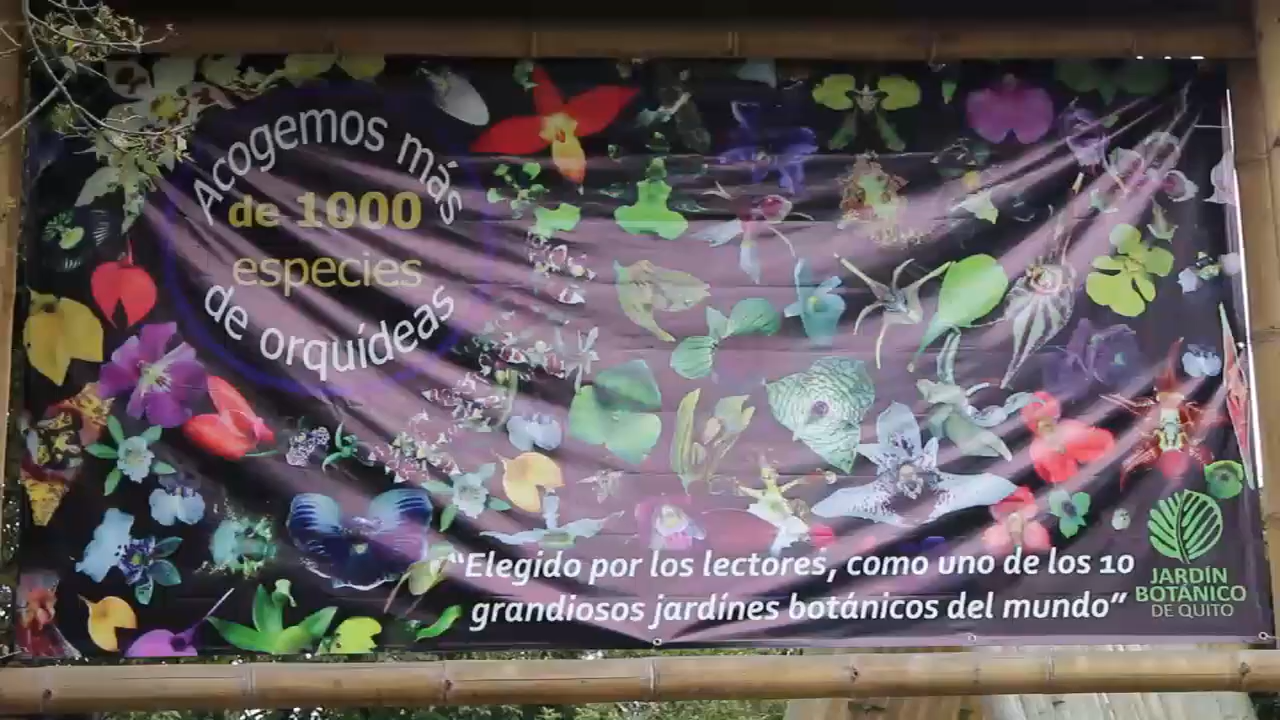 Acogemos más
de 1000
especies
de orquídeas
“Elegido por los lectores, como uno de los 10
grandiosos jardínes botánicos del mundo”
JARDÍN
BOTÁNICO
DE QUITO